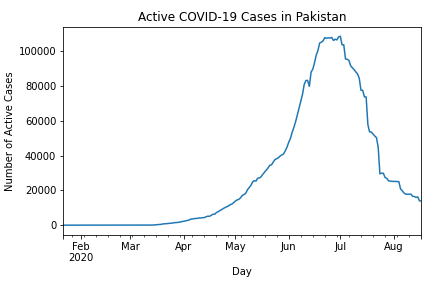 Active COVID-19 Cases in Pakistan
Number of Active Cases
100000
80000
60000
40000
20000
0
Feb Mar Apr May Jun Jul Aug
2020
Day